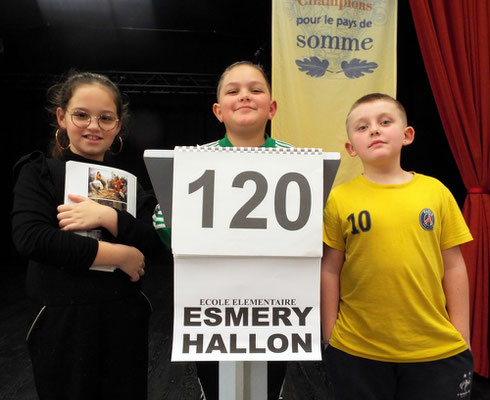 Champions
pour le pays de
somme
120
ECOLE ELEMENTAIRE
ESMERY
HALLON
10